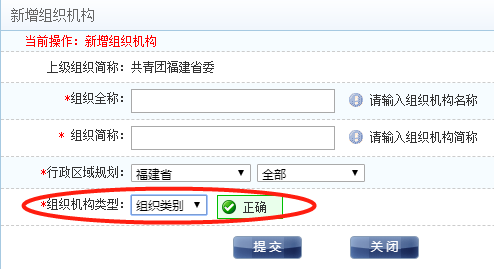 新增组织机构
当前操作：新增组织机构
上级组织简称：共青团福建省委
*组织全称： 请输入组织机构名称
* 组织简称： 请输入组织机构简称
*行政区域规划： 福建省 全部
*组织机构类型： 组织类别 正确
提交 关闭